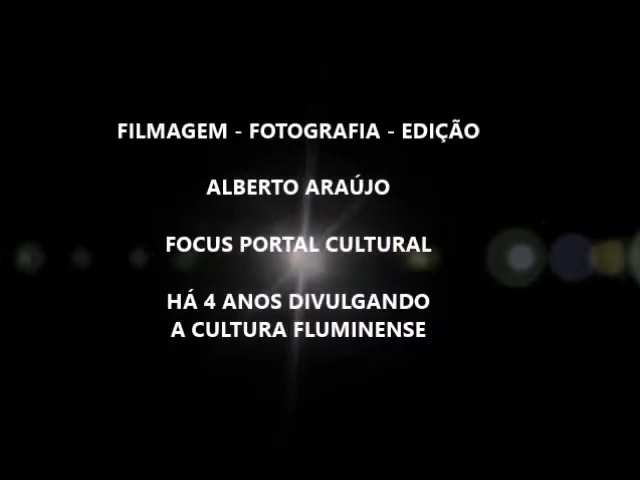 FILMAGEM - FOTOGRAFIA - EDIÇÃO
ALBERTO ARAÚJO
FOCUS PORTAL CULTURAL
HÁ 4 ANOS DIVULGANDO
A CULTURA FLUMINENSE